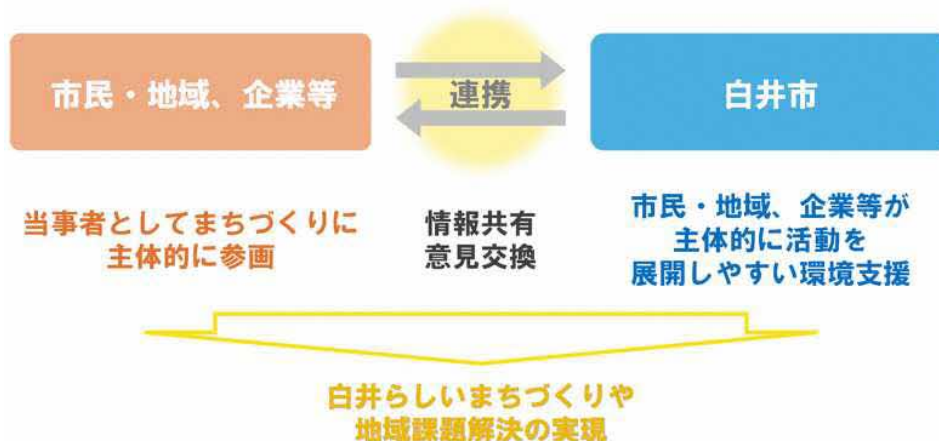 市民・地域、企業等
連携
白井市
当事者としてまちづくりに
主体的に参画
情報共有
意見交換
市民・地域、企業等が
主体的に活動を
展開しやすい環境支援
白井らしいまちづくりや
地域課題解決の実現